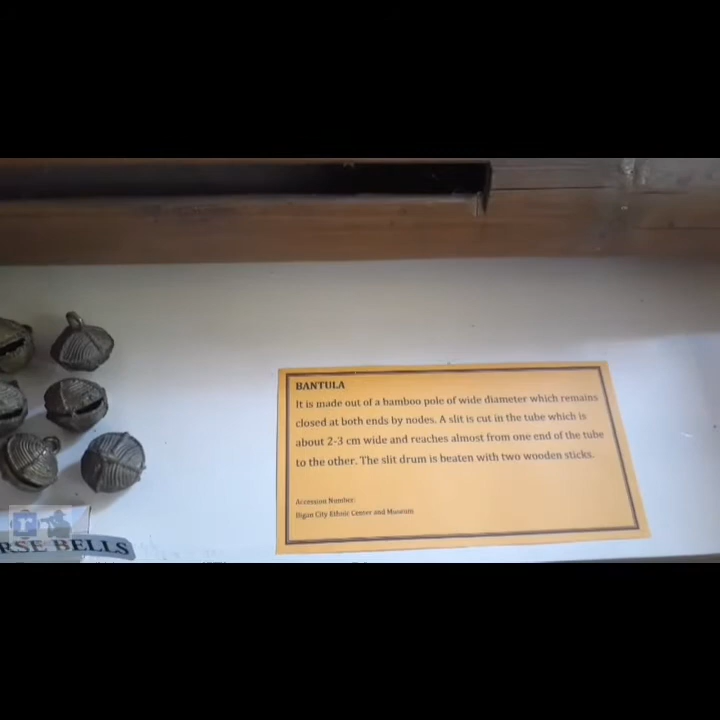 BANTULA
It is made out of a bamboo pole of wide diameter which remains
closed at both ends by nodes. A slit is cut in the tube which is
about 2-3 cm wide and reaches almost from one end of the tube
to the other. The slit drum is beaten with two wooden sticks.
Accession Number:
Iligan City Ethnic Center and Museum
RSE BELLS